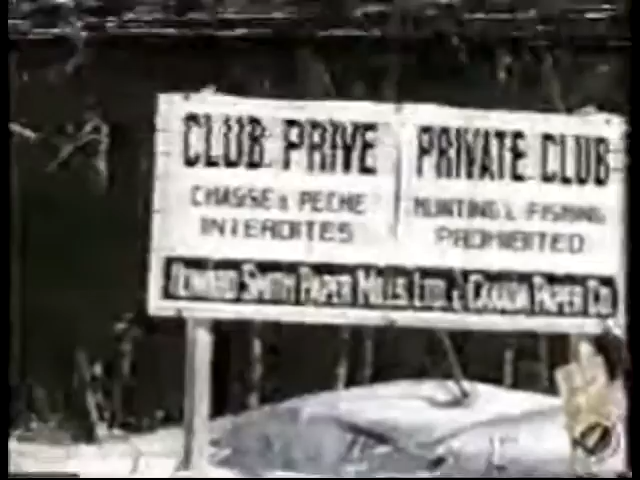 CLUB PRIVE
CHASSE & PECHE
INTERDITES
PRIVATE CLUB
HUNTING & FISHING
PROHIBITED
HOWARD SMITH PAPER MILLS LTD. & CANADA PAPER CO.